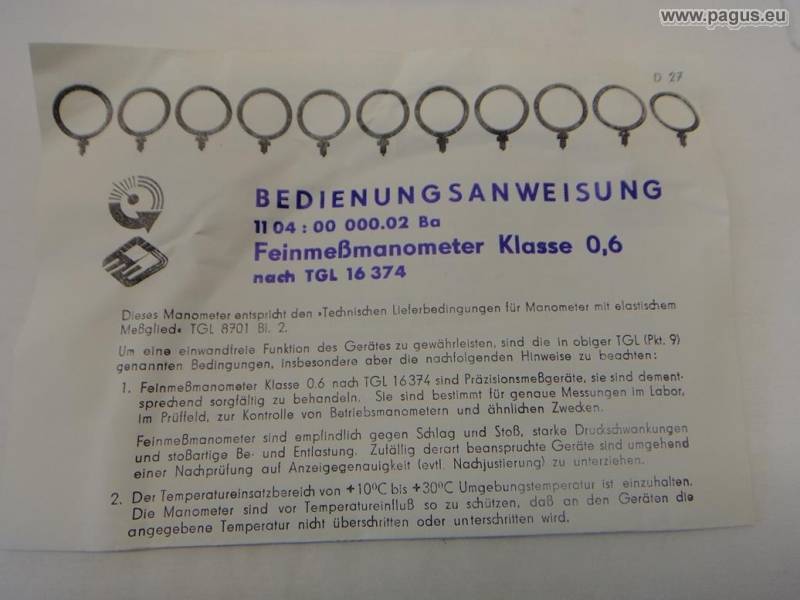 www.pagus.eu
D 27
BEDIENUNGSANWEISUNG
11 04 : 00 000.02 Ba
Feinmeßmanometer Klasse 0,6
nach TGL 16 374
Dieses Manometer entspricht den »Technischen Lieferbedingungen für Manometer mit elastischem
Meßglied« TGL 8701 Bl. 2.
Um eine einwandfreie Funktion des Gerätes zu gewährleisten, sind die in obiger TGL (Pkt. 9)
genannten Bedingungen, insbesondere aber die nachfolgenden Hinweise zu beachten:
1. Feinmeßmanometer Klasse 0.6 nach TGL 16374 sind Präzisionsmeßgeräte, sie sind dement-
sprechend sorgfältig zu behandeln. Sie sind bestimmt für genaue Messungen im Labor,
im Prüffeld, zur Kontrolle von Betriebsmanometern und ähnlichen Zwecken.
Feinmeßmanometer sind empfindlich gegen Schlag und Stoß, starke Druckschwankungen
und stoßartige Be- und Entlastung. Zufällig derart beanspruchte Geräte sind umgehend
einer Nachprüfung auf Anzeigegenauigkeit (evtl. Nachjustierung) zu unterziehen.
2. Der Temperatureinsatzbereich von +10°C bis +30°C Umgebungstemperatur ist einzuhalten.
Die Manometer sind vor Temperatureinfluß so zu schützen, daß an den Geräten die
angegebene Temperatur nicht überschritten oder unterschritten wird.